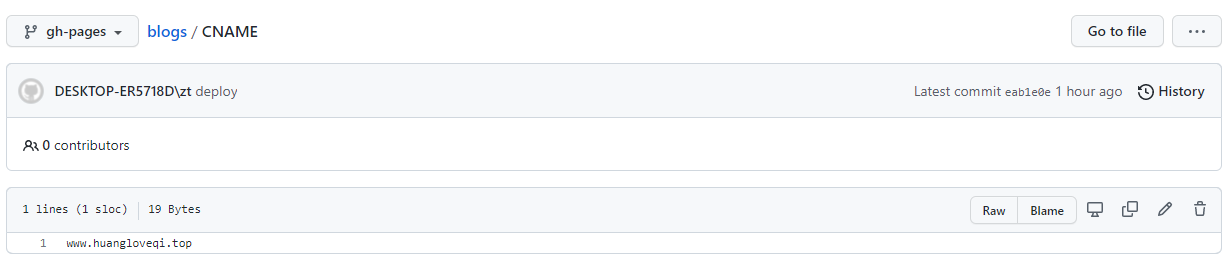 gh-pages blogs / CNAME Go to file ...
DESKTOP-ER5718D\zt deploy Latest commit eab1e0e 1 hour ago History
0 contributors
1 lines (1 sloc) 19 Bytes Raw Blame
1 www.huangloveqi.top